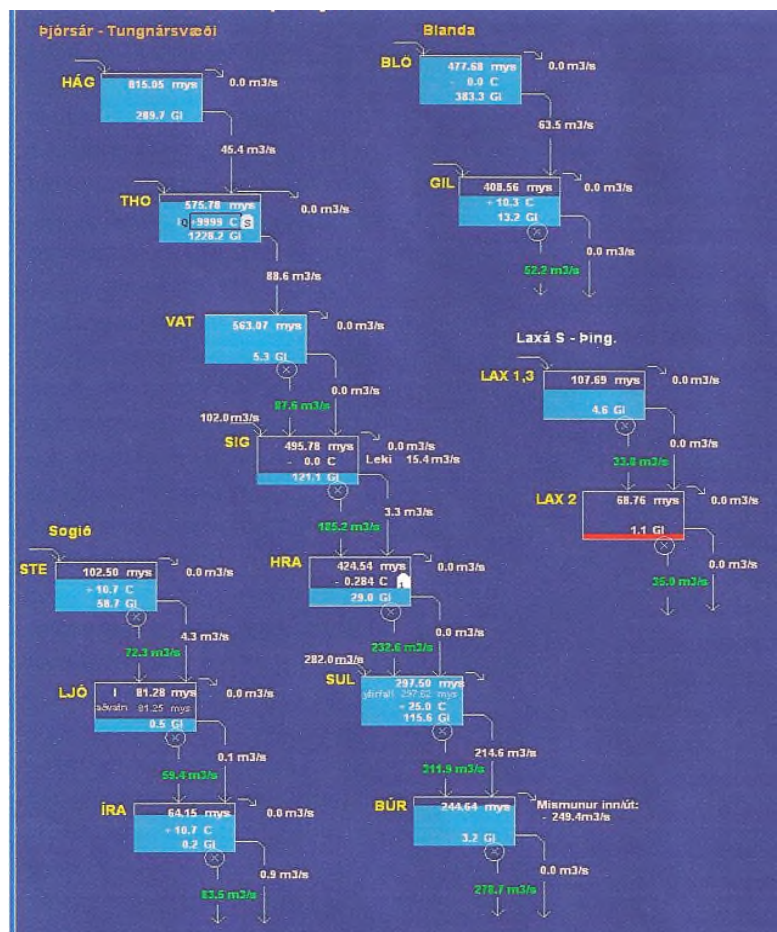 Þjórsár - Tungnársvæði
HÁG
815.05 mys
289.7 Gl
0.0 m3/s
45.4 m3/s
THO
575.78 mys
+9999 C S
1228.2 Gl
0.0 m3/s
88.6 m3/s
VAT
563.07 mys
5.3 Gl
0.0 m3/s
0.0 m3/s
87.6 m3/s
102.0m3/s
SIG
495.78 mys
- 0.0 C
121.1 Gl
0.0 m3/s
Leki 15.4 m3/s
3.3 m3/s
185.2 m3/s
HRA
424.54 mys
- 0.284 C
29.0 Gl
0.0 m3/s
0.0 m3/s
232.6 m3/s
282.0m3/s
SUL
297.50 mys
yfirfall 297.62 mys
+ 25.0 C
115.6 Gl
214.6 m3/s
211.9 m3/s
BÚR
244.64 mys
3.2 Gl
Mismunur inn/út:
- 249.4m3/s
0.0 m3/s
278.7 m3/s
Sogið
STE
102.50 mys
+ 10.7 C
58.7 Gl
0.0 m3/s
4.3 m3/s
72.3 m3/s
LJÓ
81.28 mys
aðvatn 81.25 mys
0.5 Gl
0.0 m3/s
0.1 m3/s
59.4 m3/s
ÍRA
64.15 mys
+ 10.7 C
0.2 Gl
0.0 m3/s
0.9 m3/s
83.5 m3/s
Blanda
BLÖ
477.68 mys
- 0.0 C
383.3 Gl
0.0 m3/s
63.5 m3/s
GIL
408.56 mys
+ 10.3 C
13.2 Gl
0.0 m3/s
0.0 m3/s
52.2 m3/s
Laxá S - Þing.
LAX 1,3
107.69 mys
4.6 Gl
0.0 m3/s
0.0 m3/s
33.8 m3/s
LAX 2
68.76 mys
1.1 Gl
0.0 m3/s
0.0 m3/s
35.0 m3/s